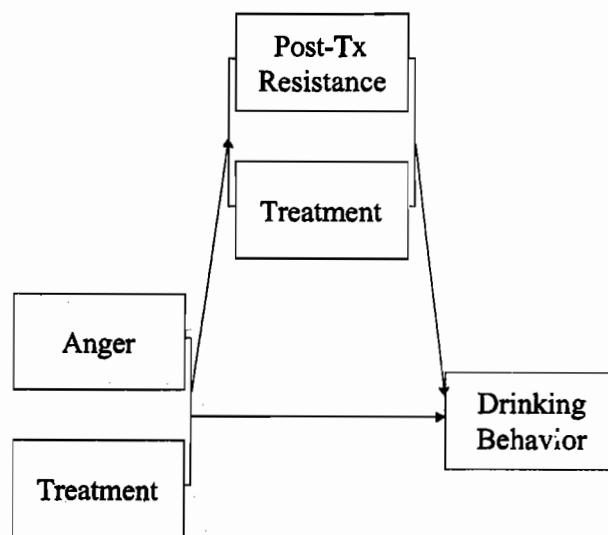 Post-Tx
Resistance
Treatment
Anger
Treatment
Drinking
Behavior